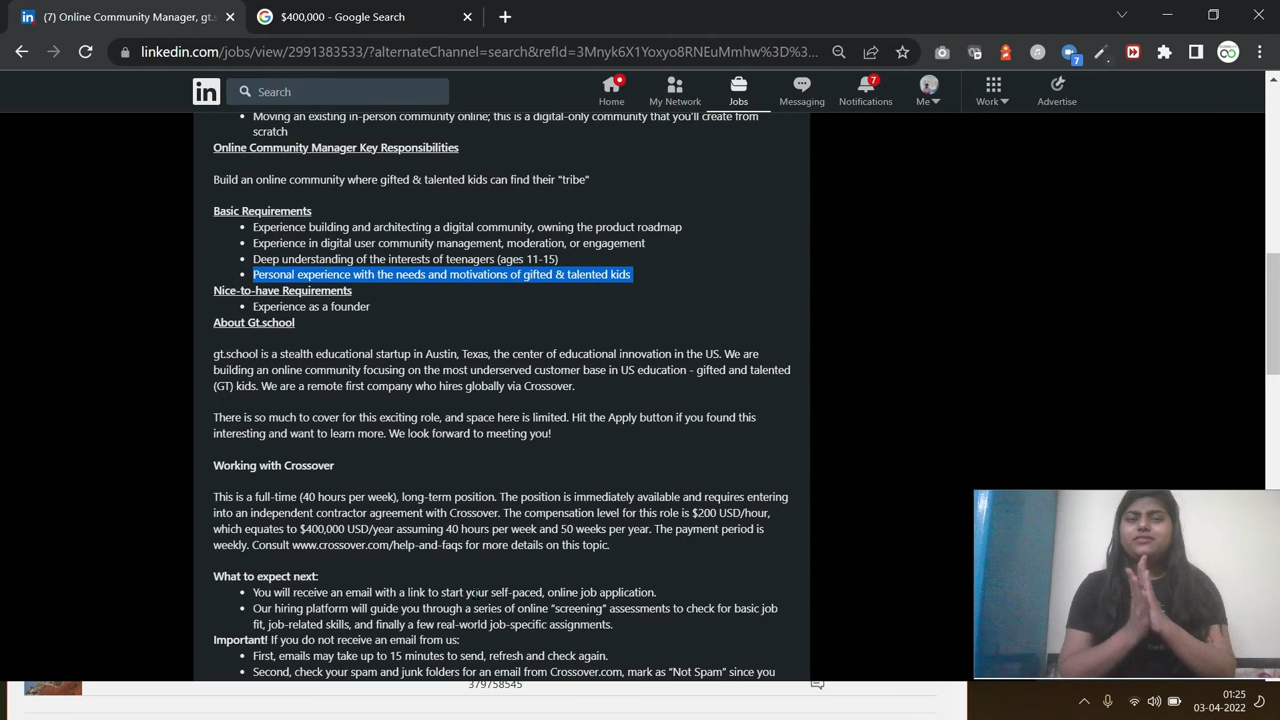 (7) Online Community Manager, gt.s
$400,000 - Google Search
linkedin.com/jobs/view/2991383533/?alternateChannel=search&refId=3Mnyk6X1Yoxyo8RNEuMmhw%3D%3...
7
in
Search
Home
My Network
Jobs
Messaging
7
Notifications
Me
Work
Advertise
Moving an existing in-person community online; this is a digital-only community that you'll create from
scratch
Online Community Manager Key Responsibilities
Build an online community where gifted & talented kids can find their "tribe"
Basic Requirements
Experience building and architecting a digital community, owning the product roadmap
Experience in digital user community management, moderation, or engagement
Deep understanding of the interests of teenagers (ages 11-15)
Personal experience with the needs and motivations of gifted & talented kids
Nice-to-have Requirements
Experience as a founder
About Gt.school
gt.school is a stealth educational startup in Austin, Texas, the center of educational innovation in the US. We are
building an online community focusing on the most underserved customer base in US education - gifted and talented
(GT) kids. We are a remote first company who hires globally via Crossover.
There is so much to cover for this exciting role, and space here is limited. Hit the Apply button if you found this
interesting and want to learn more. We look forward to meeting you!
Working with Crossover
This is a full-time (40 hours per week), long-term position. The position is immediately available and requires entering
into an independent contractor agreement with Crossover. The compensation level for this role is $200 USD/hour,
which equates to $400,000 USD/year assuming 40 hours per week and 50 weeks per year. The payment period is
weekly. Consult www.crossover.com/help-and-faqs for more details on this topic.
What to expect next:
You will receive an email with a link to start your self-paced, online job application.
Our hiring platform will guide you through a series of online "screening" assessments to check for basic job
fit, job-related skills, and finally a few real-world job-specific assignments.
Important! If you do not receive an email from us:
First, emails may take up to 15 minutes to send, refresh and check again.
Second, check your spam and junk folders for an email from Crossover.com, mark as "Not Spam" since you
379758545
01:25
03-04-2022